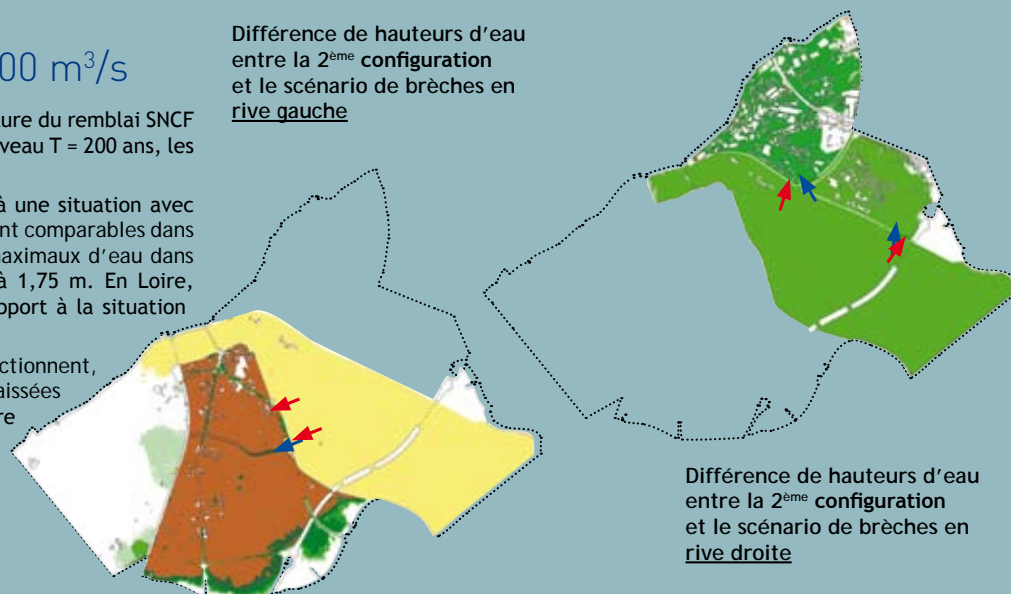 00 m³/s
ure du remblai SNCF
veau T = 200 ans, les
à une situation avec
nt comparables dans
naximaux d'eau dans
à 1,75 m. En Loire,
pport à la situation
ctionnent,
aissées
re
Différence de hauteurs d'eau
entre la 2ème configuration
et le scénario de brèches en
rive gauche
Différence de hauteurs d'eau
entre la 2ème configuration
et le scénario de brèches en
rive droite